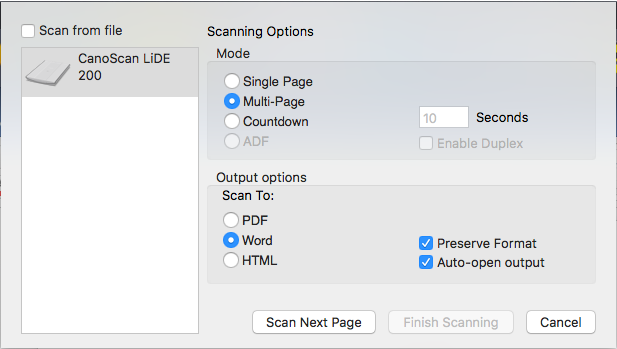 Scan from file
CanoScan LiDE
200
Scanning Options
Mode
Single Page
Multi-Page
Countdown
10 Seconds
ADF
Enable Duplex
Output options
Scan To:
PDF
Word
Preserve Format
HTML
Auto-open output
Scan Next Page
Finish Scanning
Cancel